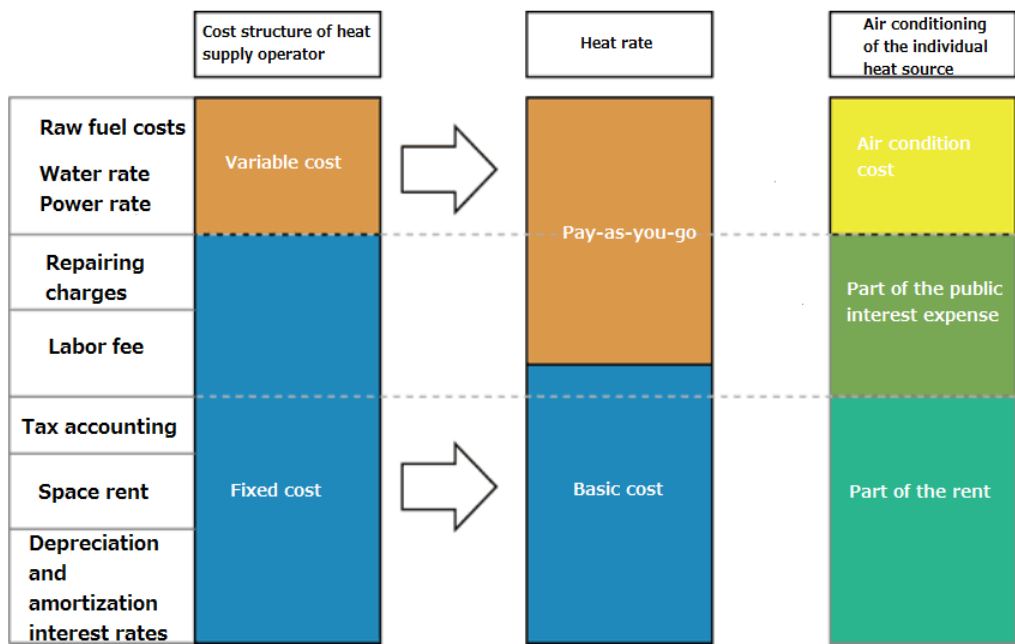 Cost structure of heat
supply operator
Heat rate
Air conditioning
of the individual
heat source
Raw fuel costs
Water rate
Power rate
Repairing
charges
Labor fee
Tax accounting
Space rent
Depreciation
and
amortization
interest rates
Variable cost
Fixed cost
Pay-as-you-go
Basic cost
Air condition
cost
Part of the public
interest expense
Part of the rent